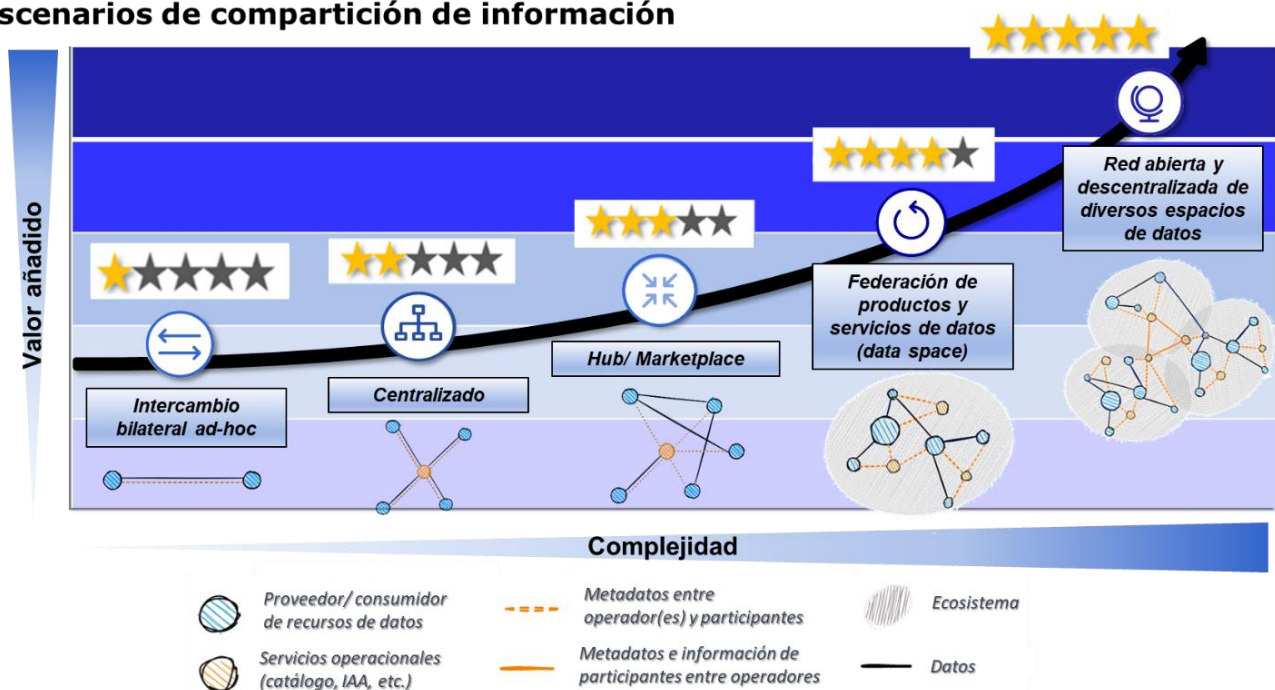 scenarios de compartición de información
Valor añadido
Intercambio
bilateral ad-hoc
Centralizado
Hub/ Marketplace
Federación de
productos y
servicios de datos
(data space)
Red abierta y
descentralizada de
diversos espacios
de datos
Complejidad
Proveedor/ consumidor
de recursos de datos
Servicios operacionales
(catálogo, IAA, etc.)
Metadatos entre
operador(es) y participantes
Metadatos e información de
participantes entre operadores
Ecosistema
Datos